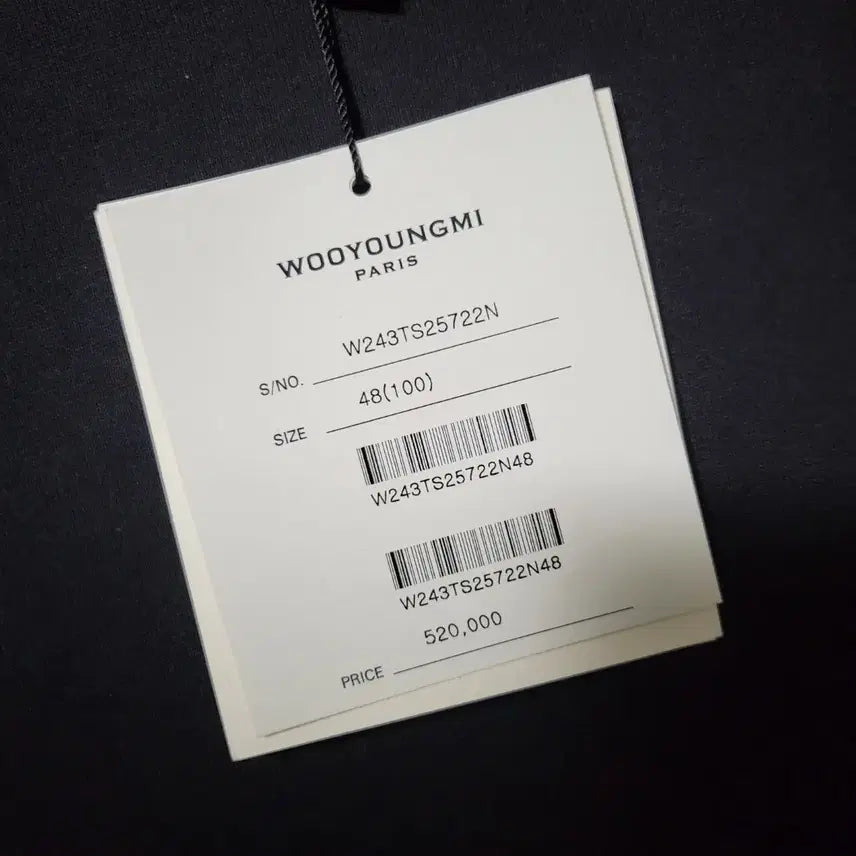 WOOYOUNGMI
PARIS
S/NO. W243TS25722N
SIZE 48(100)
W243TS25722N48
W243TS25722N48
PRICE 520,000